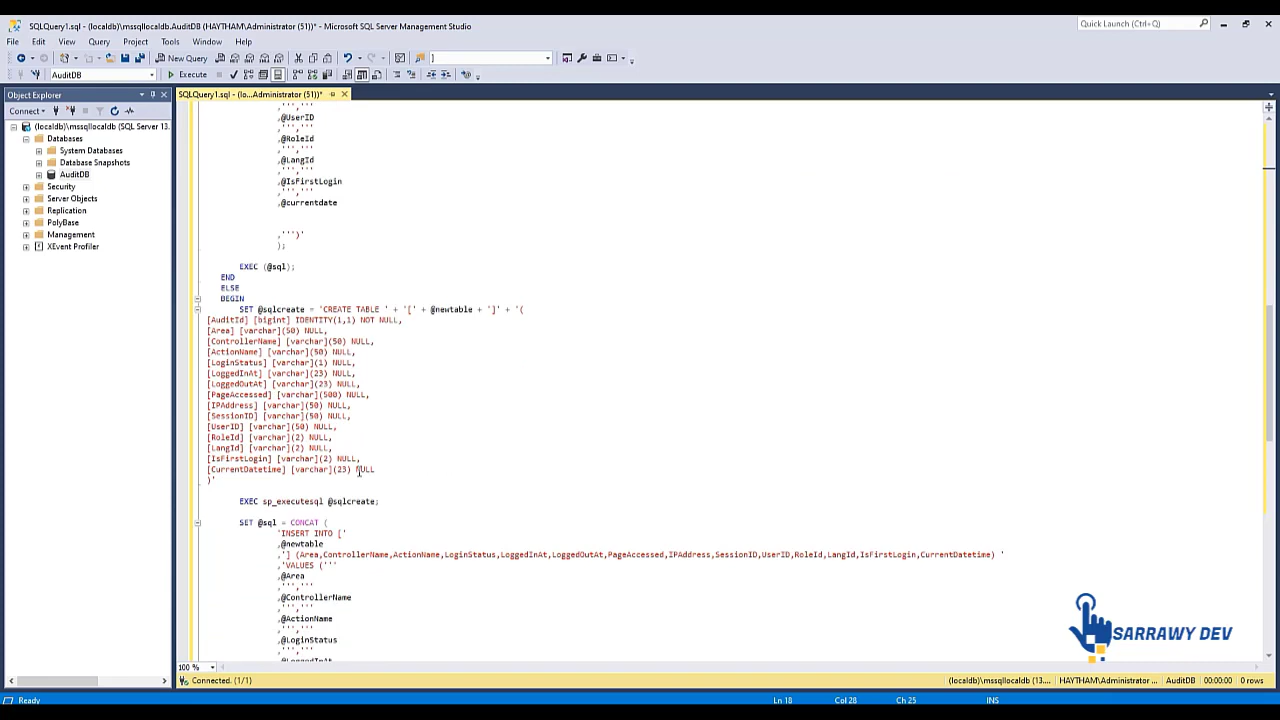 SQLQuery1.sql - (localdb)\mssqllocaldb.AuditDB (HAYTHAM\Administrator (51))* - Microsoft SQL Server Management Studio
Quick Launch (Ctrl+Q)
File Edit View Query Project Tools Window Help
New Query
AuditDB
Execute
Object Explorer
SQLQuery1.sql - (lo...Administrator (51))*
Connect
(localdb)\mssqllocaldb (SQL Server 13.
Databases
System Databases
Database Snapshots
AuditDB
Security
Server Objects
Replication
PolyBase
Management
XEvent Profiler
,''','''
,@UserID
,''','''
,@RoleId
,''','''
,@LangId
,''','''
,@IsFirstLogin
,''','''
,@currentdate
,''')'
);
EXEC (@sql);
END
ELSE
BEGIN
SET @sqlcreate = 'CREATE TABLE ' + '[' + @newtable + ']' + '(
[AuditId] [bigint] IDENTITY(1,1) NOT NULL,
[Area] [varchar](50) NULL,
[ControllerName] [varchar](50) NULL,
[ActionName] [varchar](50) NULL,
[LoginStatus] [varchar](1) NULL,
[LoggedInAt] [varchar](23) NULL,
[LoggedOutAt] [varchar](23) NULL,
[PageAccessed] [varchar](500) NULL,
[IPAddress] [varchar](50) NULL,
[SessionID] [varchar](50) NULL,
[UserID] [varchar](50) NULL,
[RoleId] [varchar](2) NULL,
[LangId] [varchar](2) NULL,
[IsFirstLogin] [varchar](2) NULL,
[CurrentDatetime] [varchar](23) NULL
)'
EXEC sp_executesql @sqlcreate;
SET @sql = CONCAT (
'INSERT INTO ['
,@newtable
,'] (Area,ControllerName,ActionName,LoginStatus,LoggedInAt,LoggedOutAt,PageAccessed,IPAddress,SessionID,UserID,RoleId,LangId,IsFirstLogin,CurrentDatetime) '
,'VALUES ('''
,@Area
,''','''
,@ControllerName
,''','''
,@ActionName
,''','''
,@LoginStatus
,''','''
,@LoggedInAt
SARRAWY DEV
100 %
Connected. (1/1)
(localdb)\mssqllocaldb (13.... HAYTHAM\Administrator ... AuditDB 00:00:00 0 rows
Ready
Ln 18 Col 28 Ch 25 INS